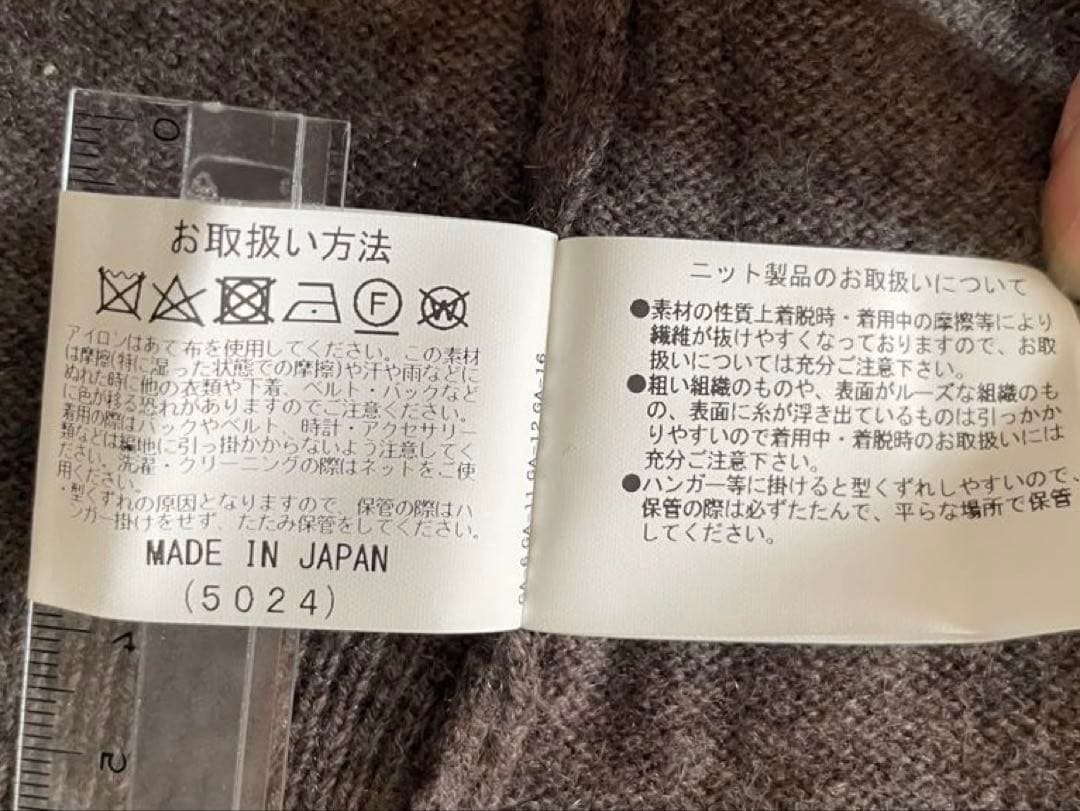 お取扱い方法
F W
アイロンはあて布を使用してください。この素材
は摩擦(特に湿った状態での摩擦)や汗や雨などに
ぬれた時に他の衣類や下着、ベルト・バックなど
に色が移る恐れがありますのでご注意ください。
着用の際はバックやベルト、時計・アクセサリー
類などは編地に引っ掛かからないよう注意してく
ださい。洗濯・クリーニングの際はネットをご使
用ください。
・型くずれの原因となりますので、保管の際はハ
ンガー掛けをせず、たたみ保管をしてください。
MADE IN JAPAN
(5024)
ニット製品のお取扱いについて
●素材の性質上着脱時・着用中の摩擦等により
繊維が抜けやすくなっておりますので、お取
扱いについては充分ご注意下さい。
●粗い組織のものや、表面がルーズな組織のも
の、表面に糸が浮き出ているものは引っかか
りやすいので着用中・着脱時のお取扱いには
充分ご注意下さい。
●ハンガー等に掛けると型くずれしやすいので、
保管の際は必ずたたんで、平らな場所で保管
してください。
0
1
2